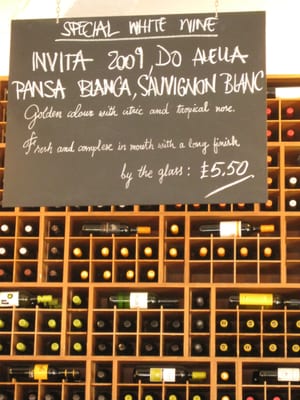 SPECIAL WHITE WINE
INVITA 2009, DO ALELLA
PANSA BLANCA, SAUVIGNON BLANC
Golden colour with citric and tropical nose.
Fresh and complexe in mouth with a long finish
by the glass: £5.50